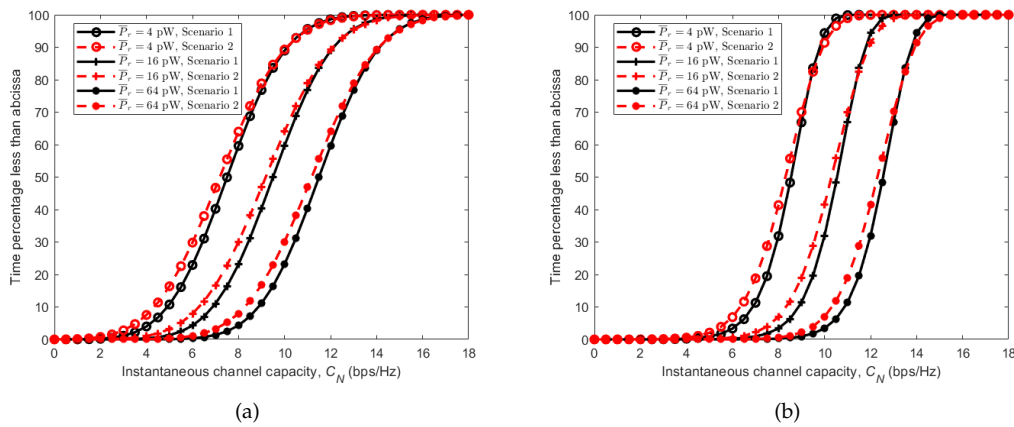 100
90
80
70
60
50
40
30
20
10
0
Time percentage less than abcissa
P̅r = 4 pW, Scenario 1
P̅r = 4 pW, Scenario 2
P̅r = 16 pW, Scenario 1
P̅r = 16 pW, Scenario 2
P̅r = 64 pW, Scenario 1
P̅r = 64 pW, Scenario 2
0 2 4 6 8 10 12 14 16 18
Instantaneous channel capacity, C_N (bps/Hz)
(a)
100
90
80
70
60
50
40
30
20
10
0
Time percentage less than abcissa
P̅r = 4 pW, Scenario 1
P̅r = 4 pW, Scenario 2
P̅r = 16 pW, Scenario 1
P̅r = 16 pW, Scenario 2
P̅r = 64 pW, Scenario 1
P̅r = 64 pW, Scenario 2
0 2 4 6 8 10 12 14 16 18
Instantaneous channel capacity, C_N (bps/Hz)
(b)